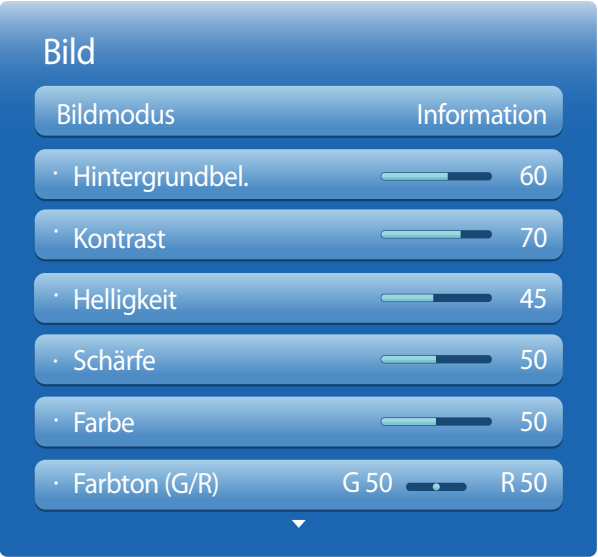 Bild
Bildmodus Information
· Hintergrundbel. 60
· Kontrast 70
· Helligkeit 45
· Schärfe 50
· Farbe 50
· Farbton (G/R) G 50 R 50